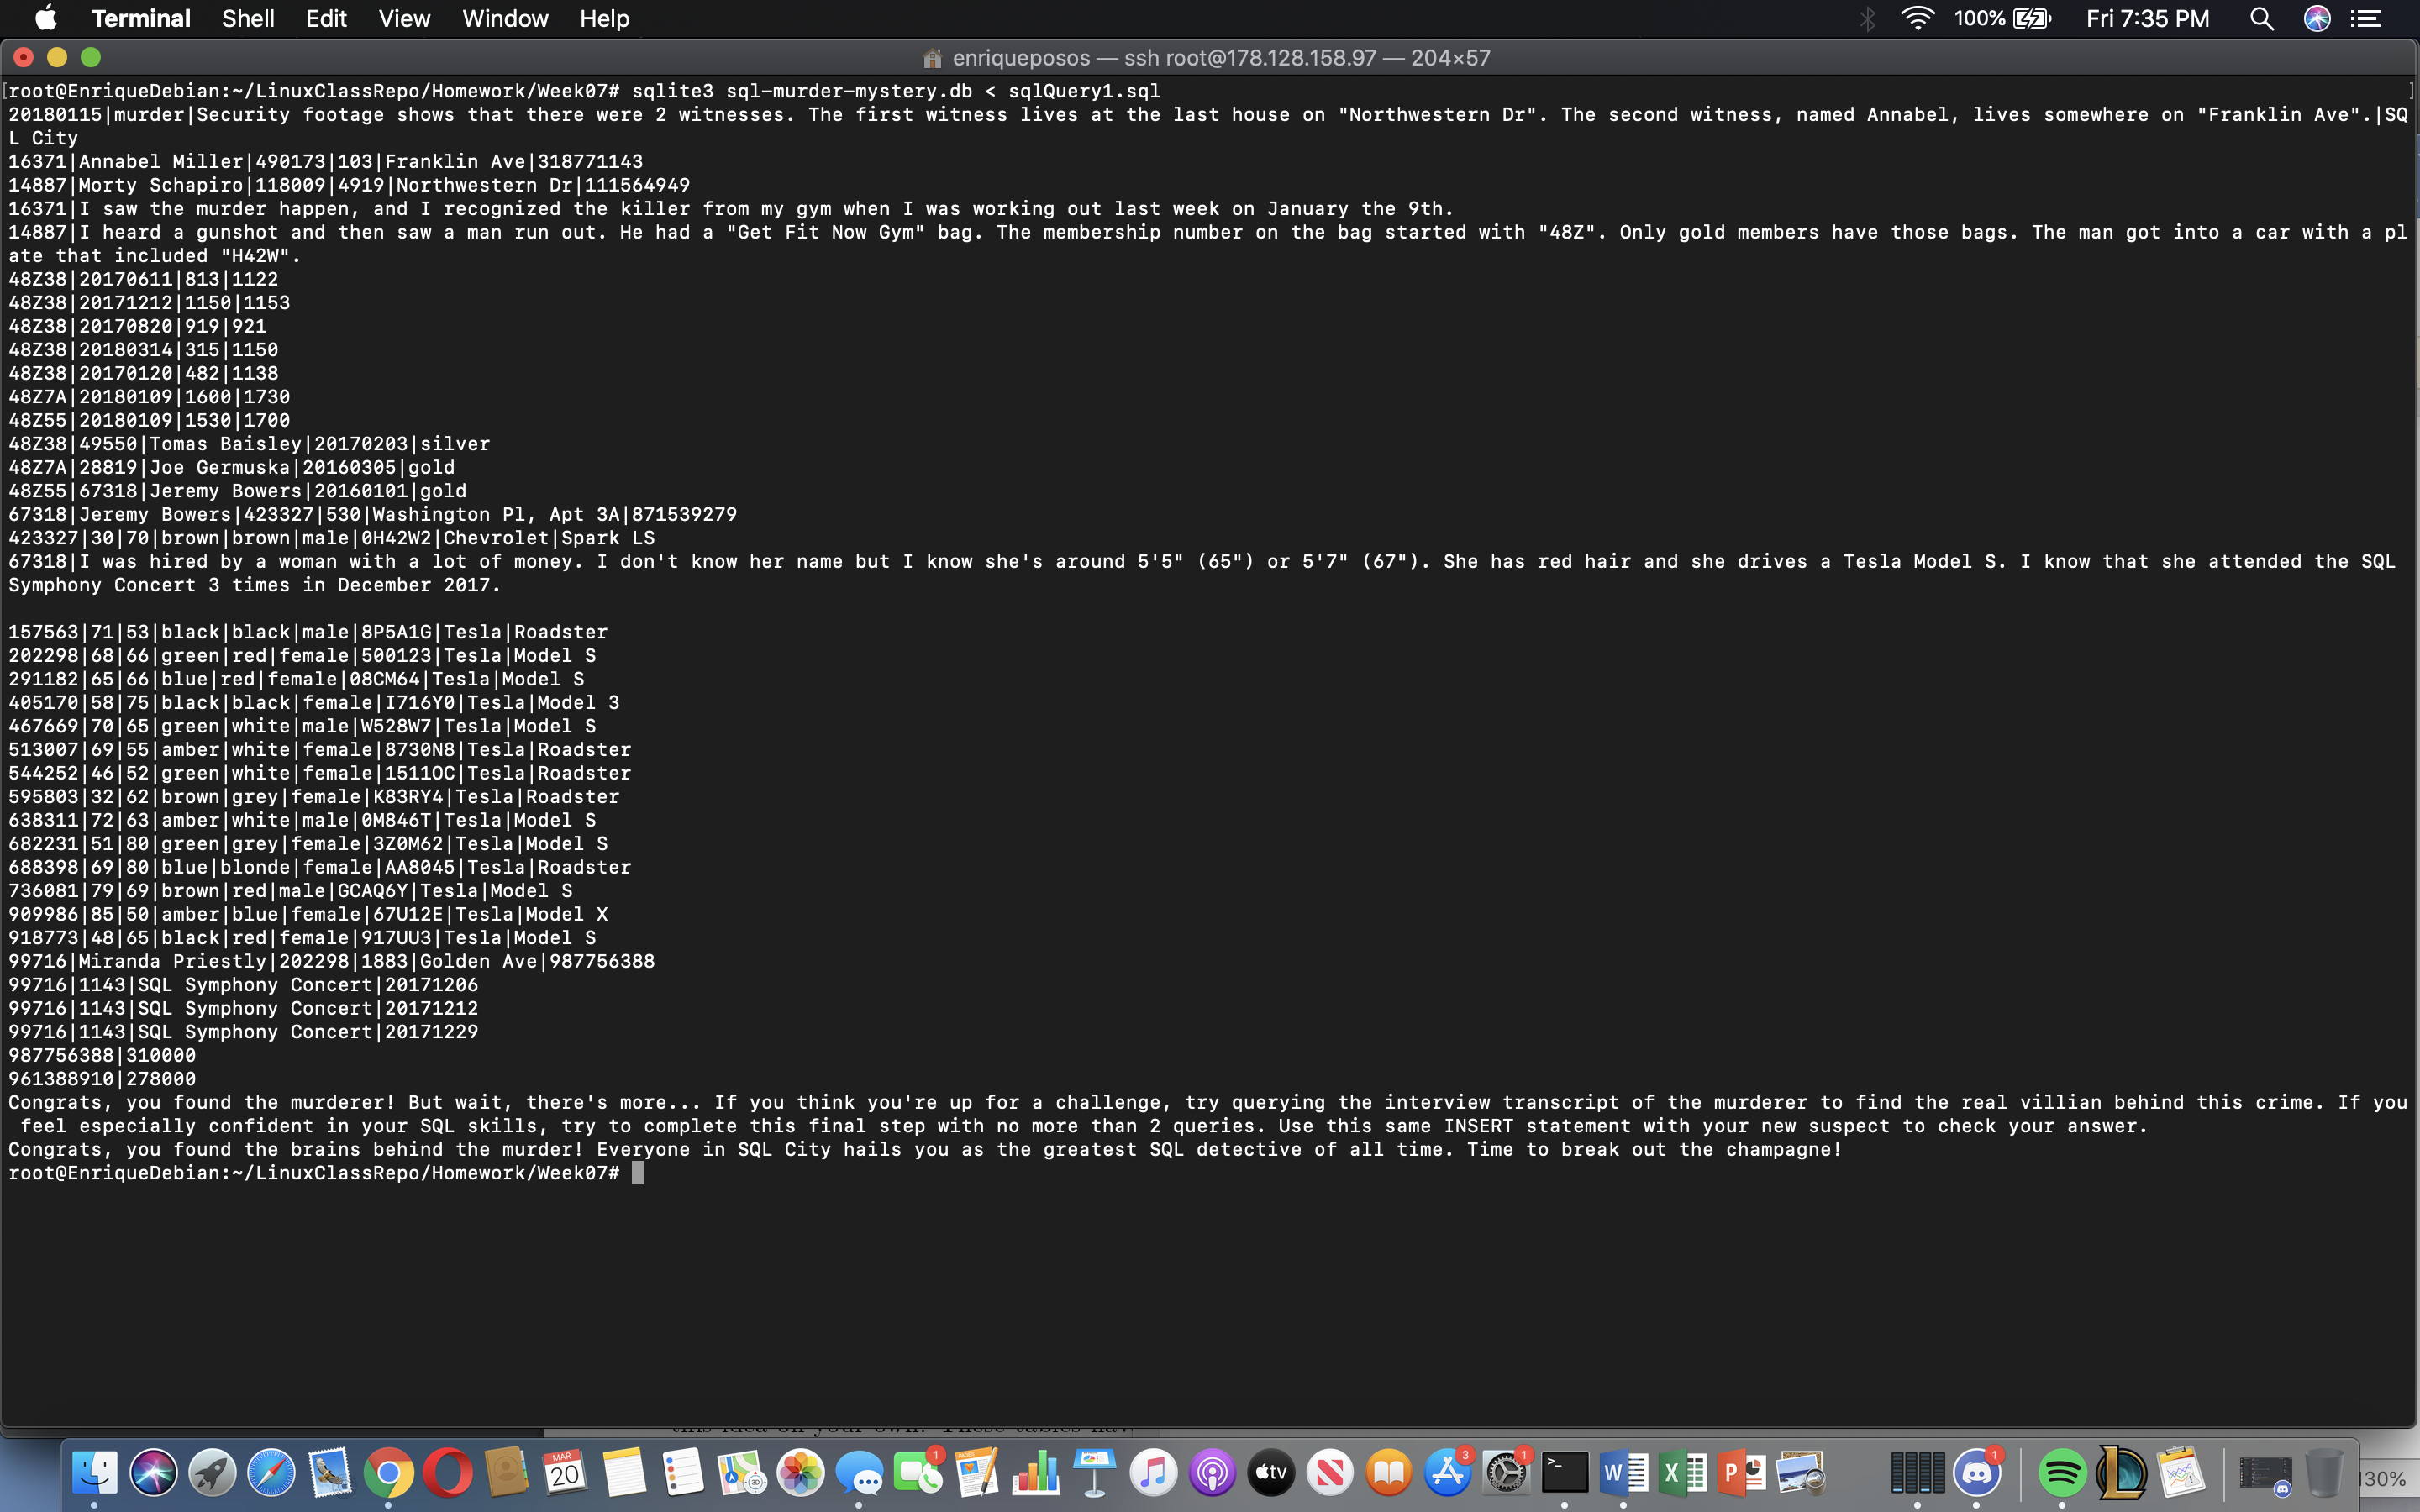 Terminal Shell Edit View Window Help 100% Fri 7:35 PM
enriqueposos — ssh root@178.128.158.97 — 204×57
[root@EnriqueDebian:~/LinuxClassRepo/Homework/Week07# sqlite3 sql-murder-mystery.db < sqlQuery1.sql ]
20180115|murder|Security footage shows that there were 2 witnesses. The first witness lives at the last house on "Northwestern Dr". The second witness, named Annabel, lives somewhere on "Franklin Ave".|SQ
L City
16371|Annabel Miller|490173|103|Franklin Ave|318771143
14887|Morty Schapiro|118009|4919|Northwestern Dr|111564949
16371|I saw the murder happen, and I recognized the killer from my gym when I was working out last week on January the 9th.
14887|I heard a gunshot and then saw a man run out. He had a "Get Fit Now Gym" bag. The membership number on the bag started with "48Z". Only gold members have those bags. The man got into a car with a pl
ate that included "H42W".
48Z38|20170611|813|1122
48Z38|20171212|1150|1153
48Z38|20170820|919|921
48Z38|20180314|315|1150
48Z38|20170120|482|1138
48Z7A|20180109|1600|1730
48Z55|20180109|1530|1700
48Z38|49550|Tomas Baisley|20170203|silver
48Z7A|28819|Joe Germuska|20160305|gold
48Z55|67318|Jeremy Bowers|20160101|gold
67318|Jeremy Bowers|423327|530|Washington Pl, Apt 3A|871539279
423327|30|70|brown|brown|male|0H42W2|Chevrolet|Spark LS
67318|I was hired by a woman with a lot of money. I don't know her name but I know she's around 5'5" (65") or 5'7" (67"). She has red hair and she drives a Tesla Model S. I know that she attended the SQL
Symphony Concert 3 times in December 2017.
157563|71|53|black|black|male|8P5A1G|Tesla|Roadster
202298|68|66|green|red|female|500123|Tesla|Model S
291182|65|66|blue|red|female|08CM64|Tesla|Model S
405170|58|75|black|black|female|I716Y0|Tesla|Model 3
467669|70|65|green|white|male|W528W7|Tesla|Model S
513007|69|55|amber|white|female|8730N8|Tesla|Roadster
544252|46|52|green|white|female|1511OC|Tesla|Roadster
595803|32|62|brown|grey|female|K83RY4|Tesla|Roadster
638311|72|63|amber|white|male|0M846T|Tesla|Model S
682231|51|80|green|grey|female|3Z0M62|Tesla|Model S
688398|69|80|blue|blonde|female|AA8045|Tesla|Roadster
736081|79|69|brown|red|male|GCAQ6Y|Tesla|Model S
909986|85|50|amber|blue|female|67U12E|Tesla|Model X
918773|48|65|black|red|female|917UU3|Tesla|Model S
99716|Miranda Priestly|202298|1883|Golden Ave|987756388
99716|1143|SQL Symphony Concert|20171206
99716|1143|SQL Symphony Concert|20171212
99716|1143|SQL Symphony Concert|20171229
987756388|310000
961388910|278000
Congrats, you found the murderer! But wait, there's more... If you think you're up for a challenge, try querying the interview transcript of the murderer to find the real villian behind this crime. If you
feel especially confident in your SQL skills, try to complete this final step with no more than 2 queries. Use this same INSERT statement with your new suspect to check your answer.
Congrats, you found the brains behind the murder! Everyone in SQL City hails you as the greatest SQL detective of all time. Time to break out the champagne!
root@EnriqueDebian:~/LinuxClassRepo/Homework/Week07#
MAR
20
1
tv
3
1
1
130%